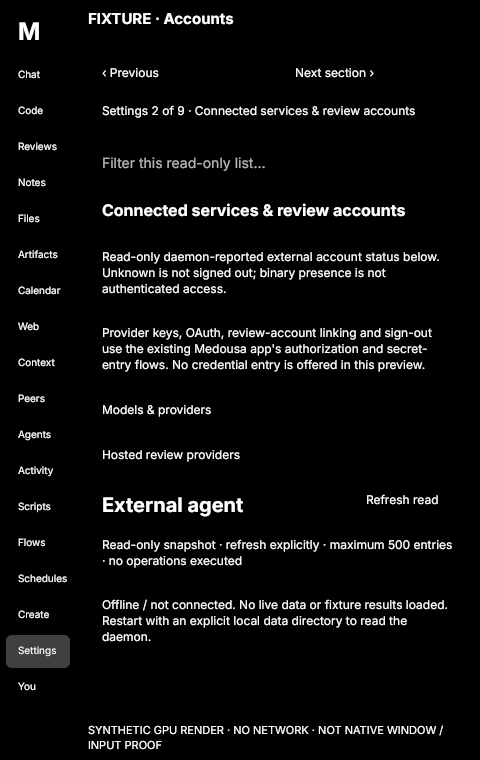 M
Chat
Code
Reviews
Notes
Files
Artifacts
Calendar
Web
Context
Peers
Agents
Activity
Scripts
Flows
Schedules
Create
Settings
You
FIXTURE · Accounts
‹ Previous
Next section ›
Settings 2 of 9 · Connected services & review accounts
Filter this read-only list…
Connected services & review accounts
Read-only daemon-reported external account status below.
Unknown is not signed out; binary presence is not
authenticated access.
Provider keys, OAuth, review-account linking and sign-out
use the existing Medousa app's authorization and secret-
entry flows. No credential entry is offered in this preview.
Models & providers
Hosted review providers
External agent
Refresh read
Read-only snapshot · refresh explicitly · maximum 500 entries
· no operations executed
Offline / not connected. No live data or fixture results loaded.
Restart with an explicit local data directory to read the
daemon.
SYNTHETIC GPU RENDER · NO NETWORK · NOT NATIVE WINDOW /
INPUT PROOF